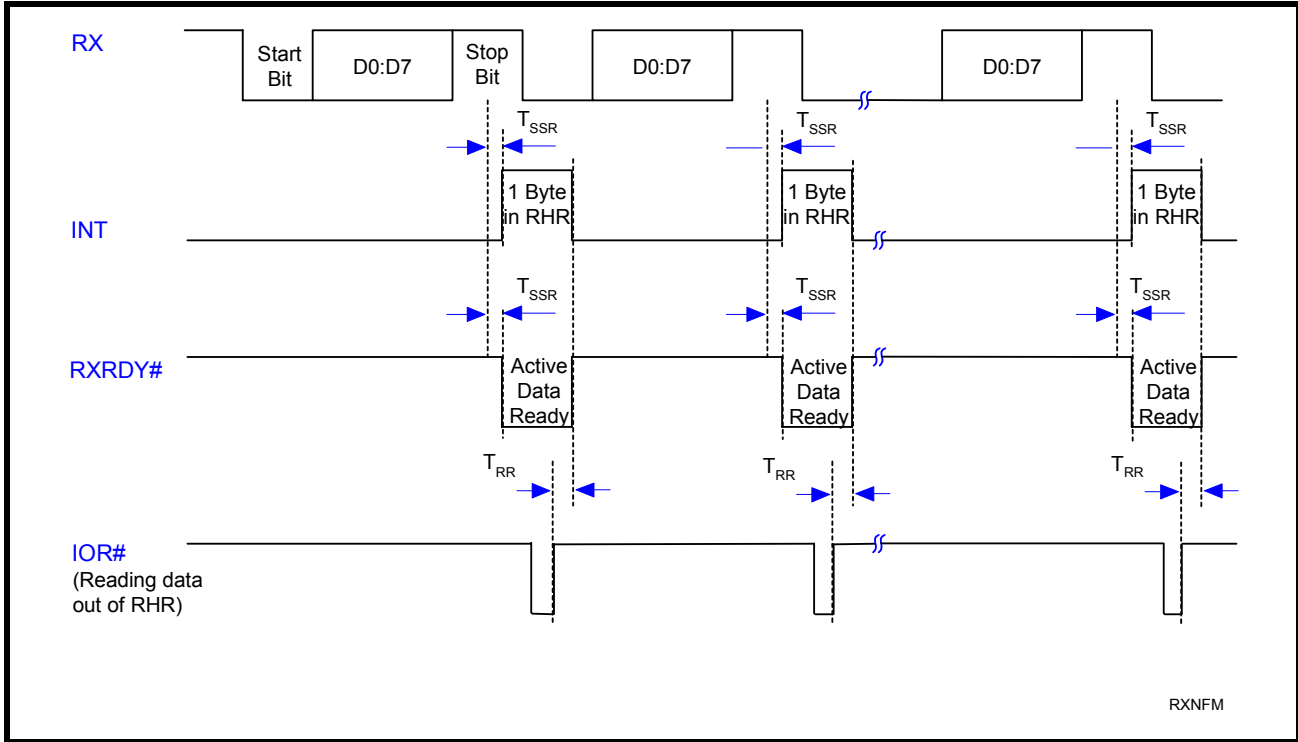 RX
Start
Bit
D0:D7
Stop
Bit
D0:D7
D0:D7
TSSR
TSSR
TSSR
INT
1 Byte
in RHR
1 Byte
in RHR
1 Byte
in RHR
TSSR
TSSR
TSSR
RXRDY#
Active
Data
Ready
Active
Data
Ready
Active
Data
Ready
TRR
TRR
TRR
IOR#
(Reading data
out of RHR)
RXNFM